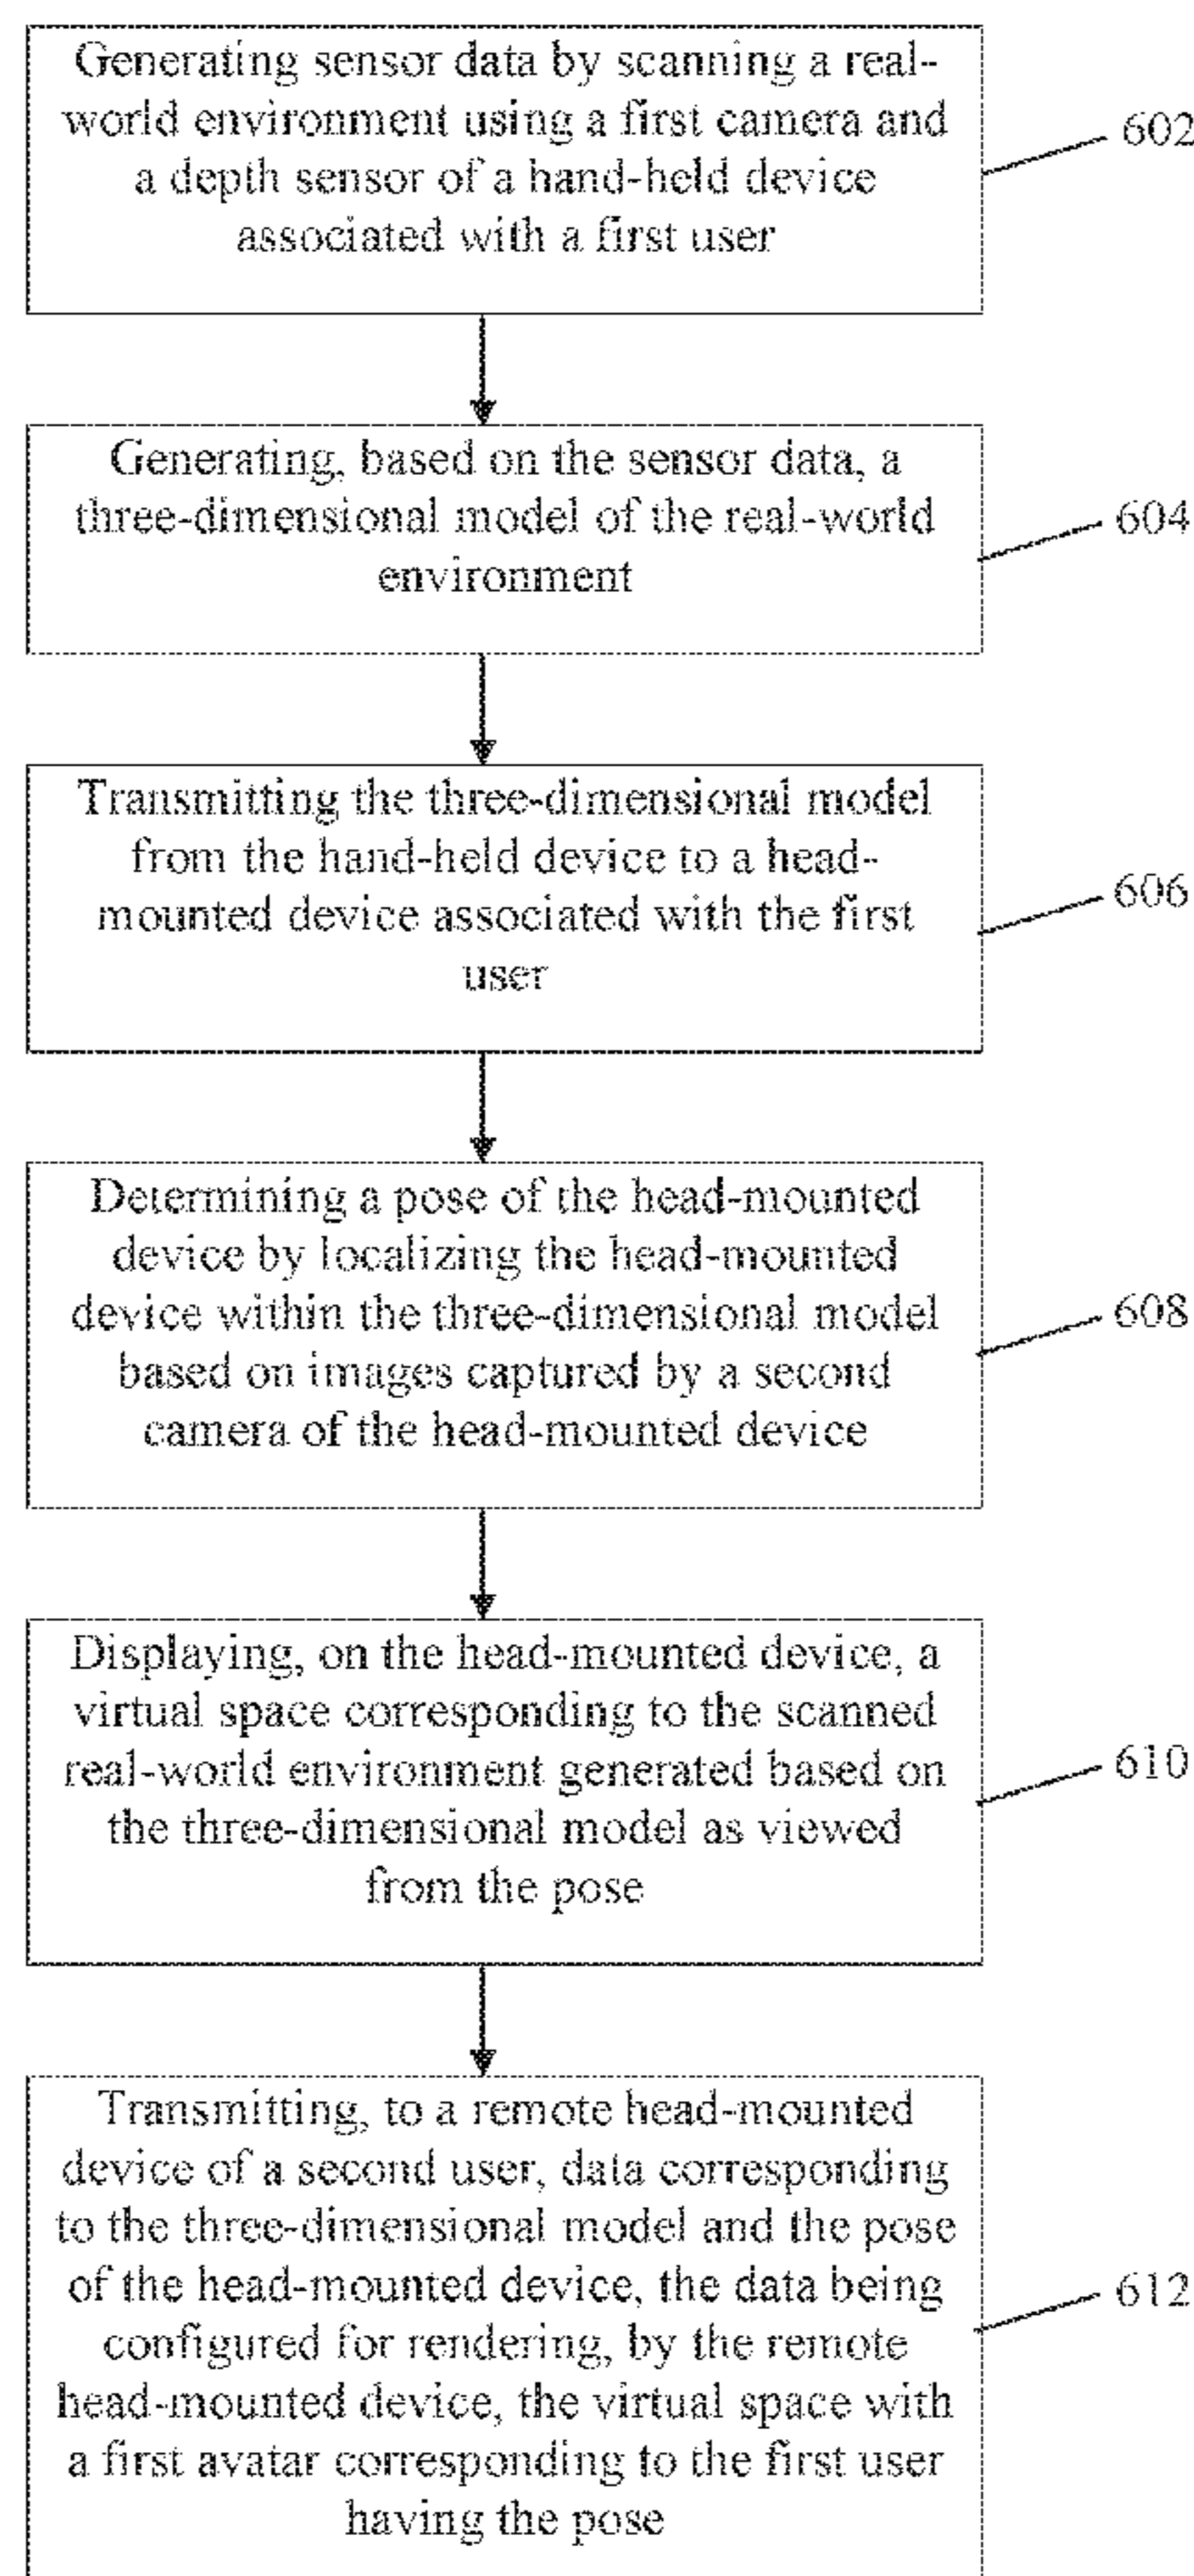 Generating sensor data by scanning a real-
world environment using a first camera and
a depth sensor of a hand-held device
associated with a first user
602
Generating, based on the sensor data, a
three-dimensional model of the real-world
environment
604
Transmitting the three-dimensional model
from the hand-held device to a head-
mounted device associated with the first
user
606
Determining a pose of the head-mounted
device by localizing the head-mounted
device within the three-dimensional model
based on images captured by a second
camera of the head-mounted device
608
Displaying, on the head-mounted device, a
virtual space corresponding to the scanned
real-world environment generated based on
the three-dimensional model as viewed
from the pose
610
Transmitting, to a remote head-mounted
device of a second user, data corresponding
to the three-dimensional model and the pose
of the head-mounted device, the data being
configured for rendering, by the remote
head-mounted device, the virtual space with
a first avatar corresponding to the first user
having the pose
612